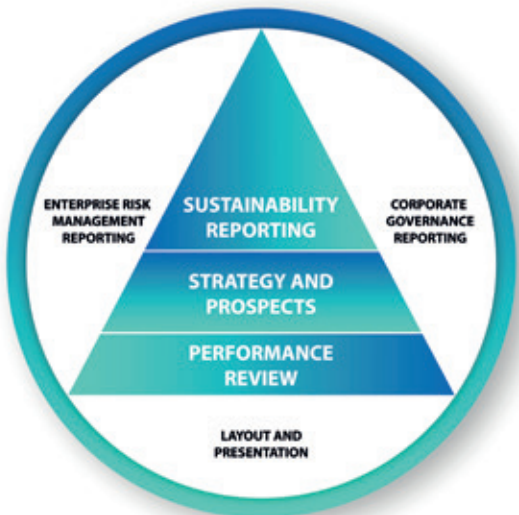 ENTERPRISE RISK
MANAGEMENT
REPORTING
SUSTAINABILITY
REPORTING
CORPORATE
GOVERNANCE
REPORTING
STRATEGY AND
PROSPECTS
PERFORMANCE
REVIEW
LAYOUT AND
PRESENTATION